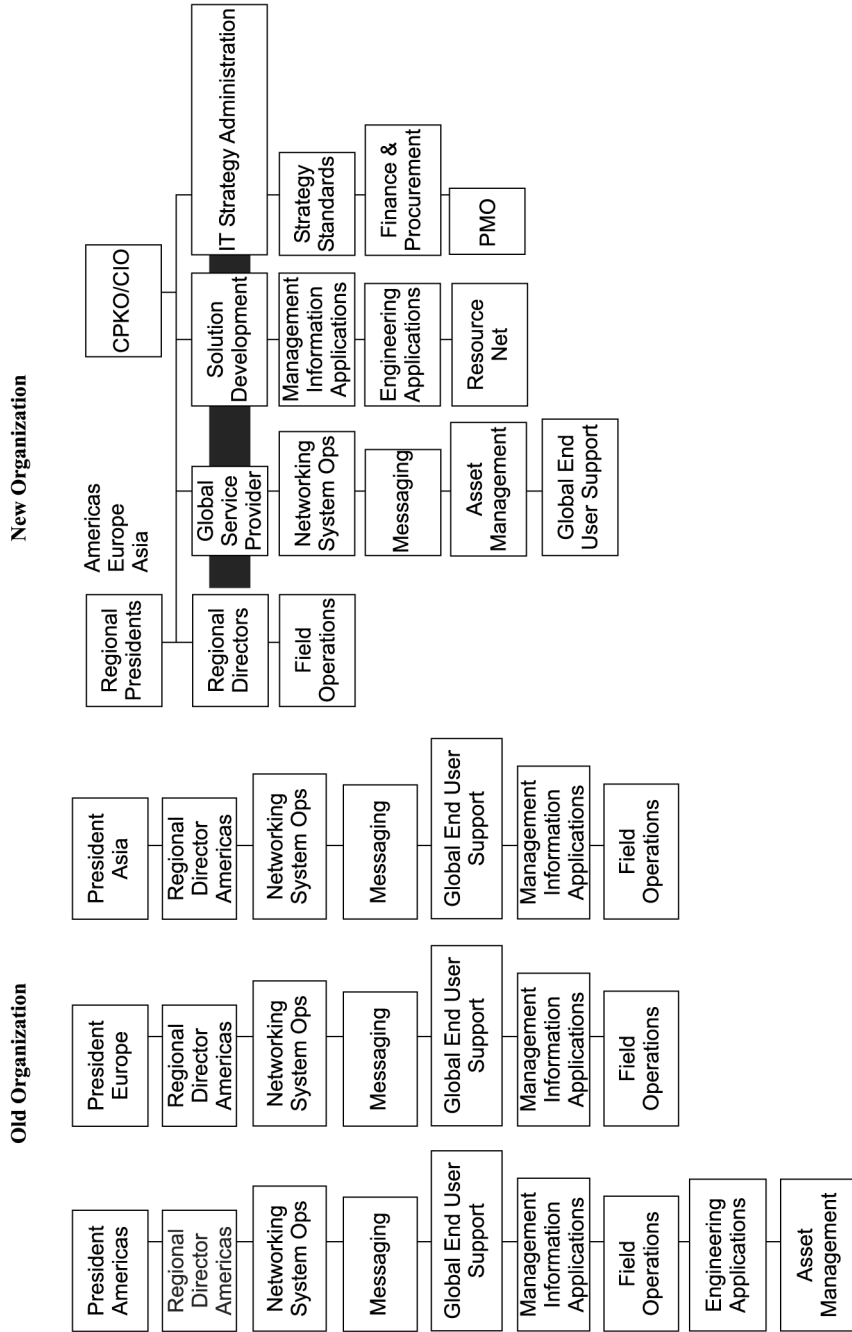 Old Organization
President
Americas
Regional
Director
Americas
Networking
System Ops
Messaging
Global End User
Support
Management
Information
Applications
Field
Operations
Engineering
Applications
Asset
Management
President
Europe
Regional
Director
Americas
Networking
System Ops
Messaging
Global End User
Support
Management
Information
Applications
Field
Operations
President
Asia
Regional
Director
Americas
Networking
System Ops
Messaging
Global End User
Support
Management
Information
Applications
Field
Operations
New Organization
Regional
Presidents
Americas
Europe
Asia
CPKO/CIO
Regional
Directors
Field
Operations
Global
Service
Provider
Networking
System Ops
Messaging
Asset
Management
Global End
User Support
Solution
Development
Management
Information
Applications
Engineering
Applications
Resource
Net
IT Strategy Administration
Strategy
Standards
Finance &
Procurement
PMO